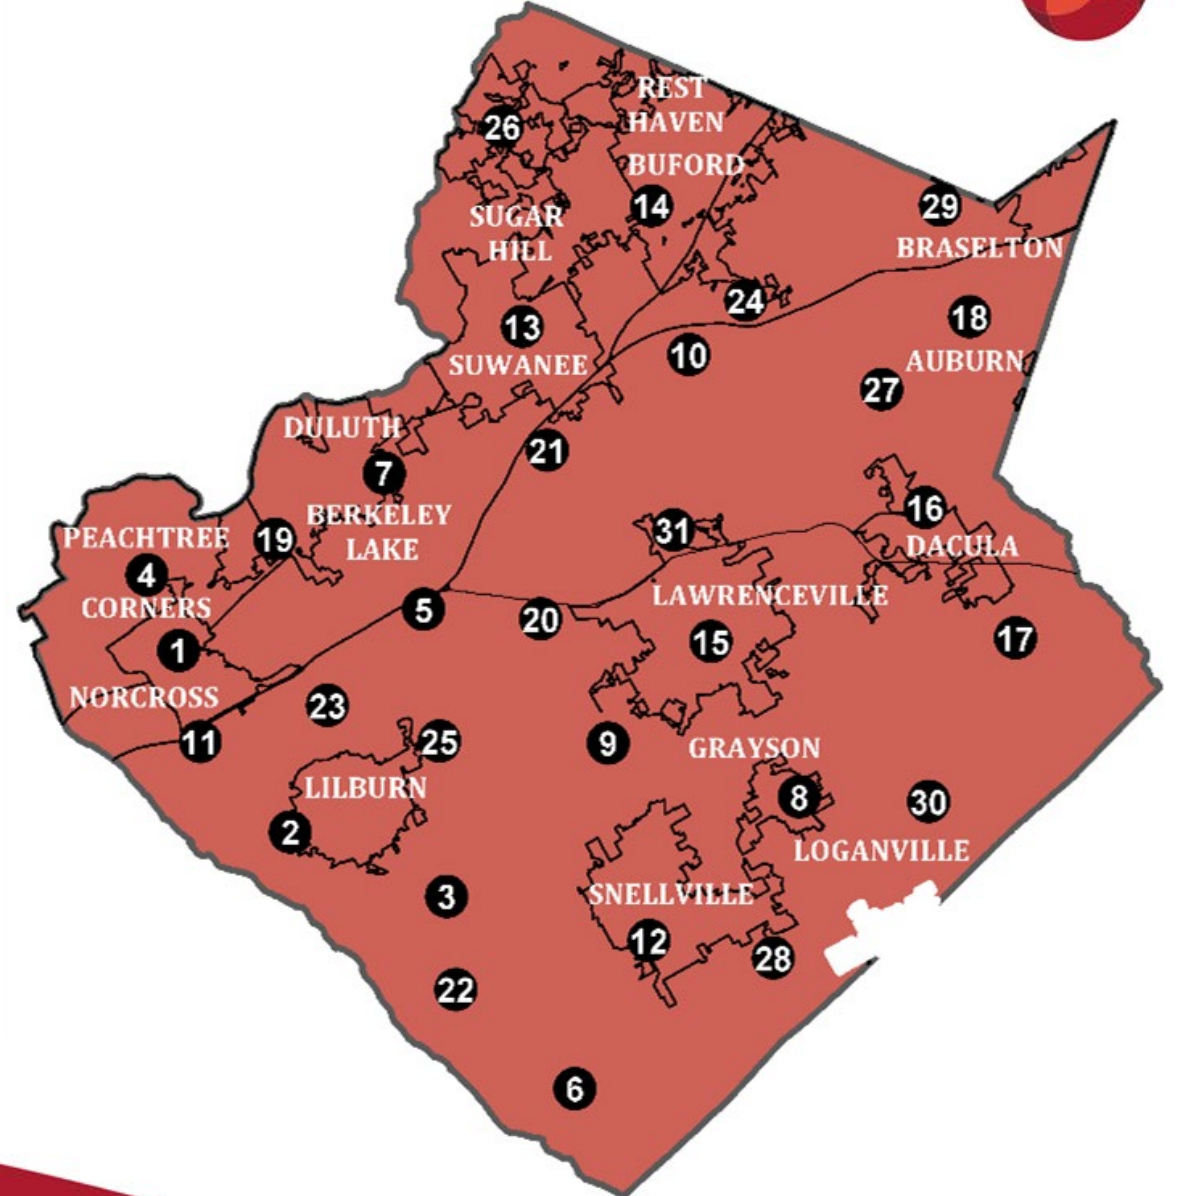 REST
HAVEN
26
BUFORD
14
29
SUGAR
HILL
BRASELTON
24
18
13
10
SUWANEE
AUBURN
27
DULUTH
21
7
16
BERKELEY
LAKE
31
PEACHTREE
19
DACULA
4
CORNERS
LAWRENCEVILLE
5
20
17
15
1
NORCROSS
23
11
25
9
GRAYSON
LILBURN
8
30
2
LOGANVILLE
3
SNELLVILLE
12
28
22
6